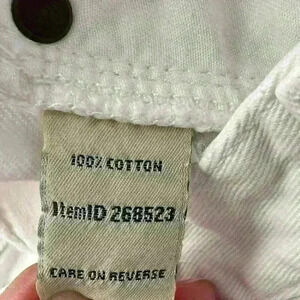 100% COTTON
ItemID 268523
CARE ON REVERSE